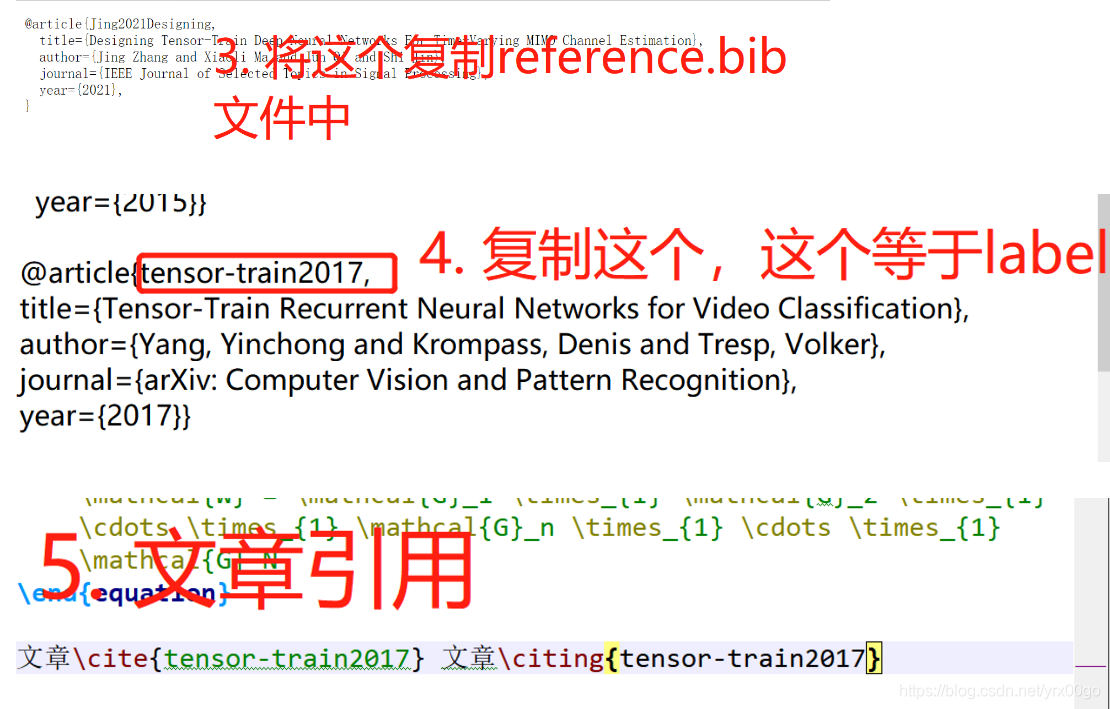 @article{Jing2021Designing,
title={Designing Tensor-Train Deep Neural Networks For Time-Varying MIMO Channel Estimation},
author={Jing Zhang and Xiaoli Ma and Jun Qi and Shi Jin},
journal={IEEE Journal of Selected Topics in Signal Processing},
year={2021},
}
3. 将这个复制reference.bib
文件中
year={2015}}
4. 复制这个，这个等于label
@article{tensor-train2017,
title={Tensor-Train Recurrent Neural Networks for Video Classification},
author={Yang, Yinchong and Krompass, Denis and Tresp, Volker},
journal={arXiv: Computer Vision and Pattern Recognition},
year={2017}}
\mathcal{W} = \mathcal{G}_1 \times_{1} \mathcal{G}_2 \times_{1}
\cdots \times_{1} \mathcal{G}_n \times_{1} \cdots \times_{1}
\mathcal{G}_N
5. 文章引用
\end{equation}
文章\cite{tensor-train2017} 文章\citing{tensor-train2017}
https://blog.csdn.net/yrx00go